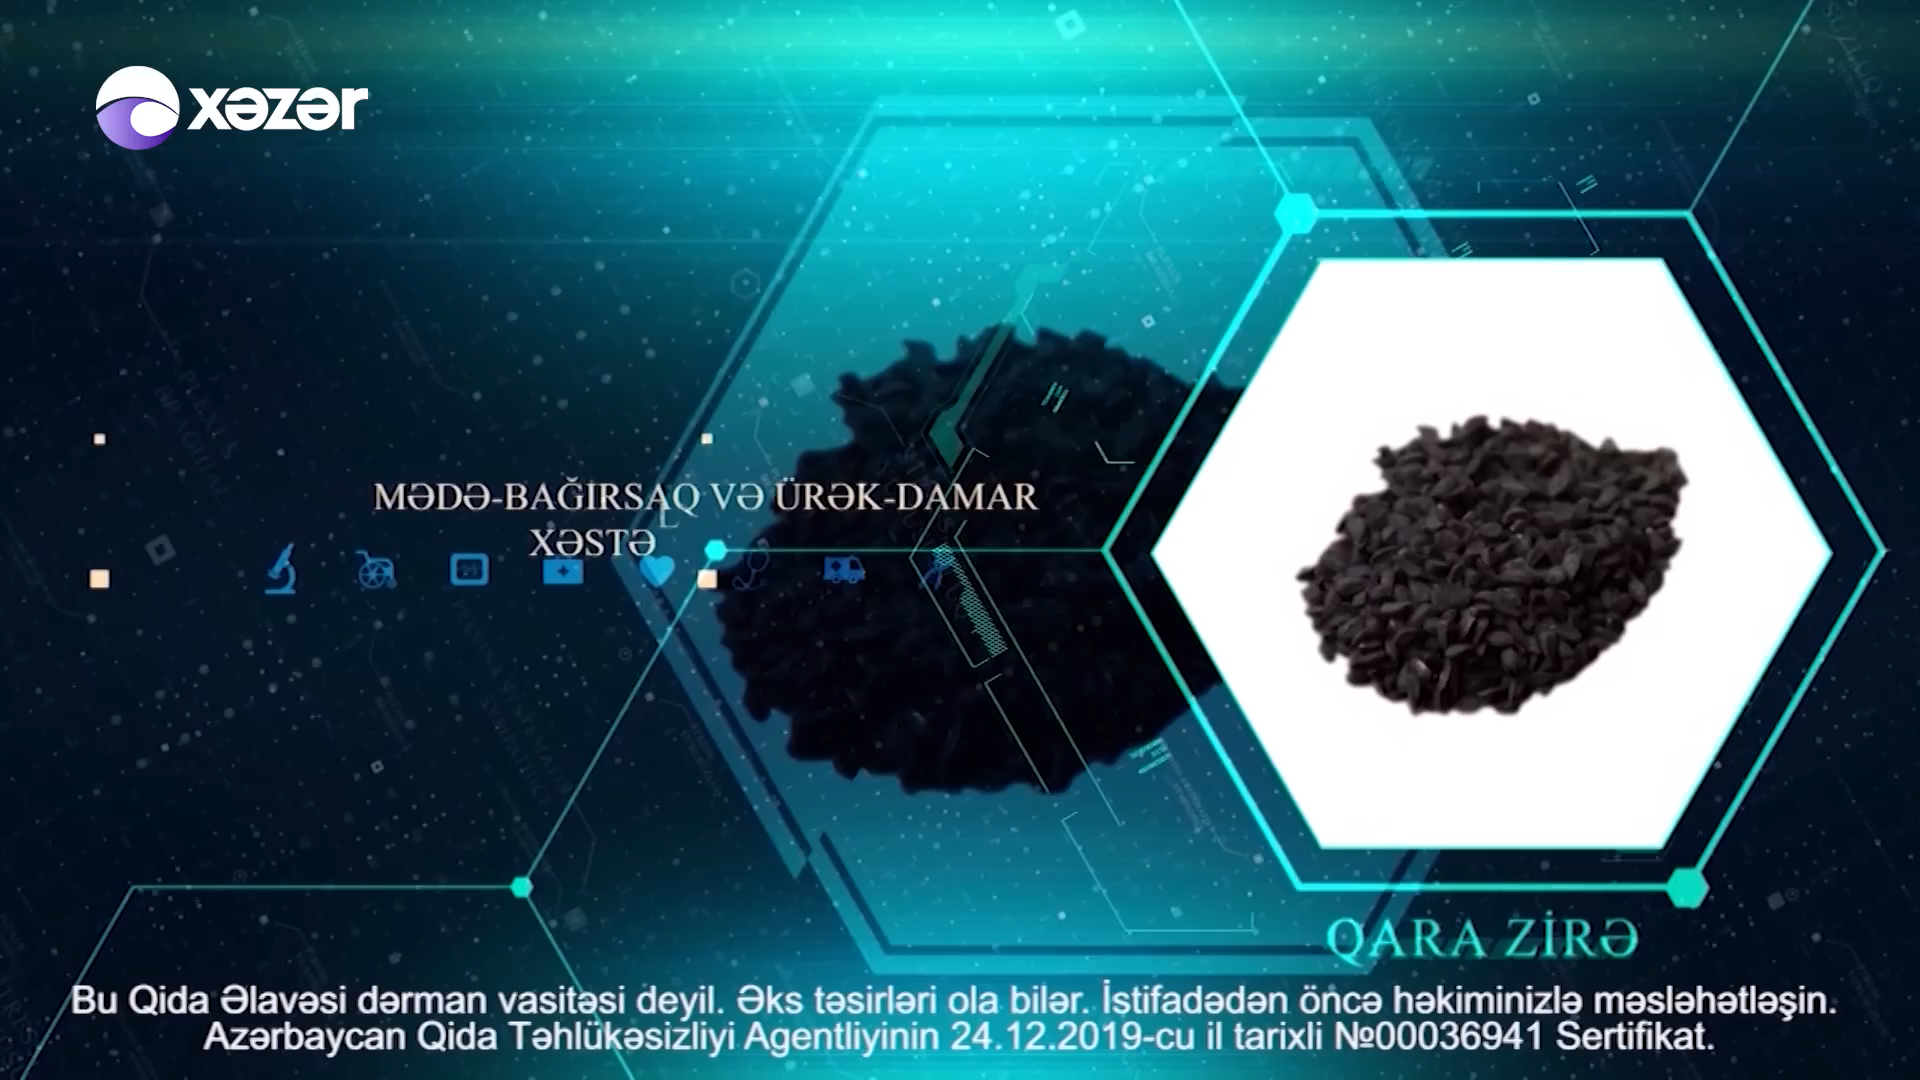 xəzər
MƏDƏ-BAĞIRSAQ VƏ ÜRƏK-DAMAR
XƏSTƏ
QARA ZİRƏ
Bu Qida Əlavəsi dərman vasitəsi deyil. Əks təsirləri ola bilər. İstifadədən öncə həkiminizlə məsləhətləşin.
Azərbaycan Qida Təhlükəsizliyi Agentliyinin 24.12.2019-cu il tarixli №00036941 Sertifikat.